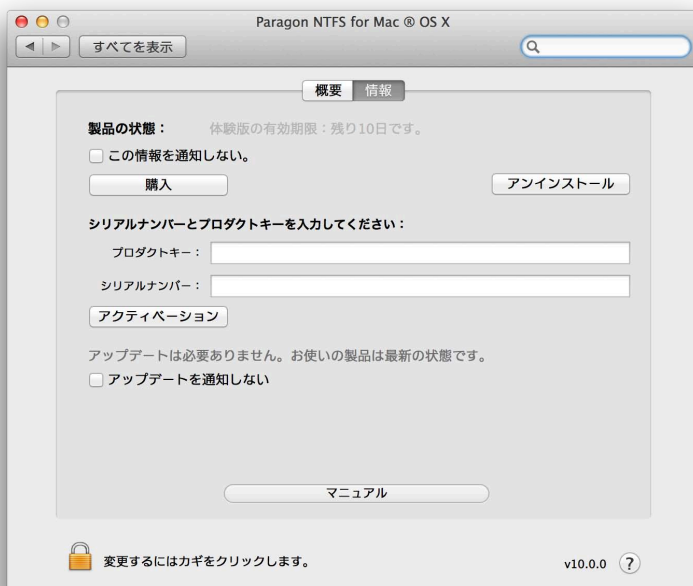 Paragon NTFS for Mac ® OS X
すべてを表示
概要 情報
製品の状態： 体験版の有効期限：残り10日です。
この情報を通知しない。
購入 アンインストール
シリアルナンバーとプロダクトキーを入力してください：
プロダクトキー：
シリアルナンバー：
アクティベーション
アップデートは必要ありません。お使いの製品は最新の状態です。
アップデートを通知しない
マニュアル
変更するにはカギをクリックします。 v10.0.0 ?